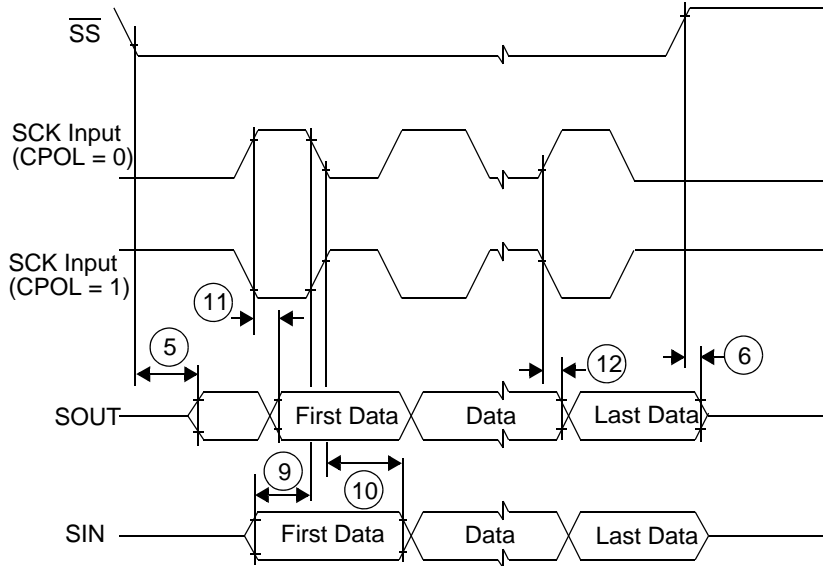 SS
SCK Input
(CPOL = 0)
SCK Input
(CPOL = 1)
11
5
12
6
SOUT
First Data
Data
Last Data
9
10
SIN
First Data
Data
Last Data